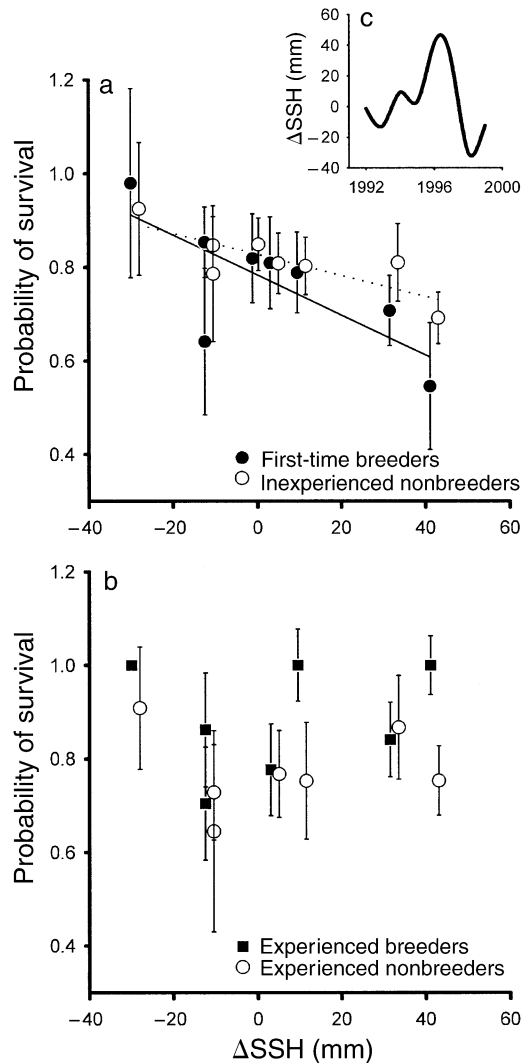 c
ΔSSH (mm)
60
40
20
0
−20
−40
1992
1996
2000
a
Probability of survival
1.2
1.0
0.8
0.6
0.4
First-time breeders
Inexperienced nonbreeders
−40
−20
0
20
40
60
b
Probability of survival
1.2
1.0
0.8
0.6
0.4
Experienced breeders
Experienced nonbreeders
−40
−20
0
20
40
60
ΔSSH (mm)